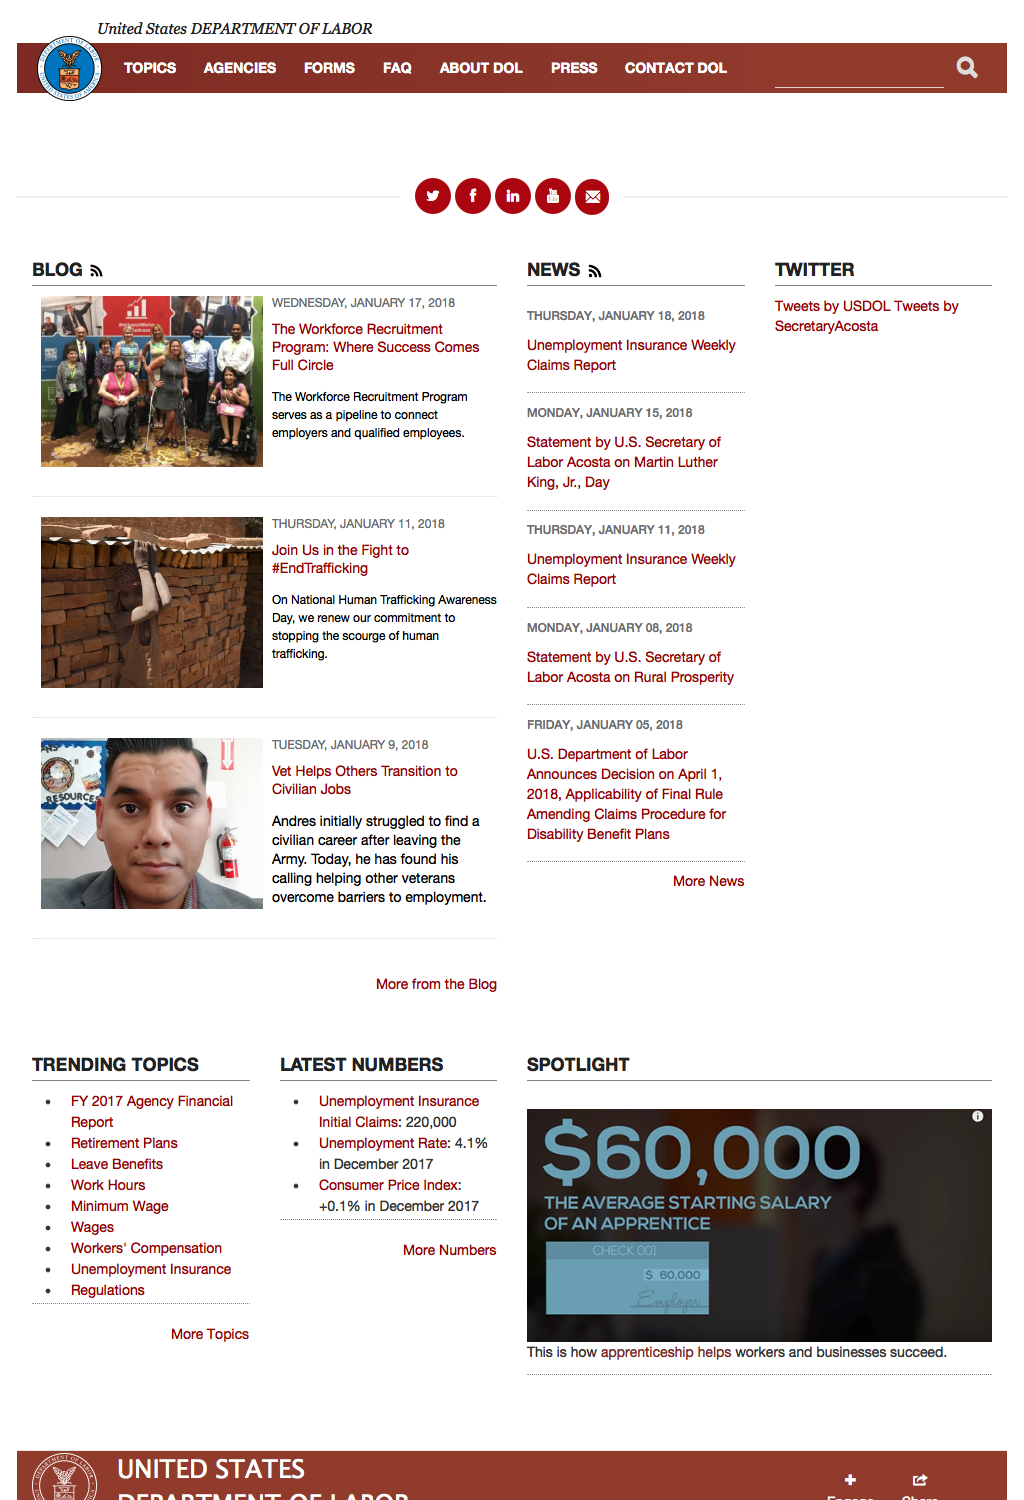 United States DEPARTMENT OF LABOR
TOPICS AGENCIES FORMS FAQ ABOUT DOL PRESS CONTACT DOL
BLOG
WEDNESDAY, JANUARY 17, 2018
The Workforce Recruitment
Program: Where Success Comes
Full Circle
The Workforce Recruitment Program
serves as a pipeline to connect
employers and qualified employees.
THURSDAY, JANUARY 11, 2018
Join Us in the Fight to
#EndTrafficking
On National Human Trafficking Awareness
Day, we renew our commitment to
stopping the scourge of human
trafficking.
RESOURCES
TUESDAY, JANUARY 9, 2018
Vet Helps Others Transition to
Civilian Jobs
Andres initially struggled to find a
civilian career after leaving the
Army. Today, he has found his
calling helping other veterans
overcome barriers to employment.
More from the Blog
NEWS
THURSDAY, JANUARY 18, 2018
Unemployment Insurance Weekly
Claims Report
MONDAY, JANUARY 15, 2018
Statement by U.S. Secretary of
Labor Acosta on Martin Luther
King, Jr., Day
THURSDAY, JANUARY 11, 2018
Unemployment Insurance Weekly
Claims Report
MONDAY, JANUARY 08, 2018
Statement by U.S. Secretary of
Labor Acosta on Rural Prosperity
FRIDAY, JANUARY 05, 2018
U.S. Department of Labor
Announces Decision on April 1,
2018, Applicability of Final Rule
Amending Claims Procedure for
Disability Benefit Plans
More News
TWITTER
Tweets by USDOL Tweets by
SecretaryAcosta
TRENDING TOPICS
FY 2017 Agency Financial
Report
Retirement Plans
Leave Benefits
Work Hours
Minimum Wage
Wages
Workers' Compensation
Unemployment Insurance
Regulations
More Topics
LATEST NUMBERS
Unemployment Insurance
Initial Claims: 220,000
Unemployment Rate: 4.1%
in December 2017
Consumer Price Index:
+0.1% in December 2017
More Numbers
SPOTLIGHT
$60,000
THE AVERAGE STARTING SALARY
OF AN APPRENTICE
CHECK 001
$ 60,000
Employer
This is how apprenticeship helps workers and businesses succeed.
UNITED STATES
DEPARTMENT OF LABOR
Engage Share